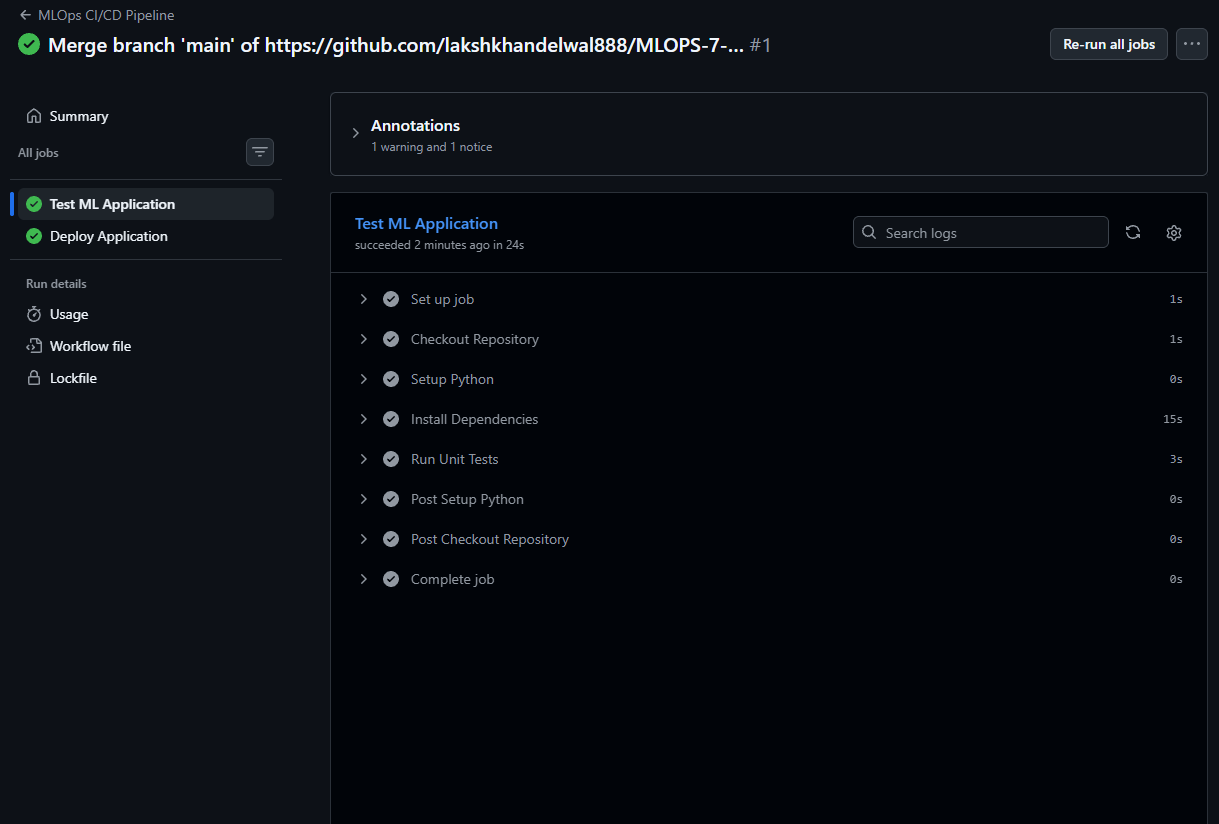 MLOps CI/CD Pipeline
Merge branch 'main' of https://github.com/lakshkhandelwal888/MLOPS-7-... #1
Re-run all jobs
Summary
All jobs
Test ML Application
Deploy Application
Run details
Usage
Workflow file
Lockfile
Annotations
1 warning and 1 notice
Test ML Application
succeeded 2 minutes ago in 24s
Search logs
Set up job 1s
Checkout Repository 1s
Setup Python 0s
Install Dependencies 15s
Run Unit Tests 3s
Post Setup Python 0s
Post Checkout Repository 0s
Complete job 0s